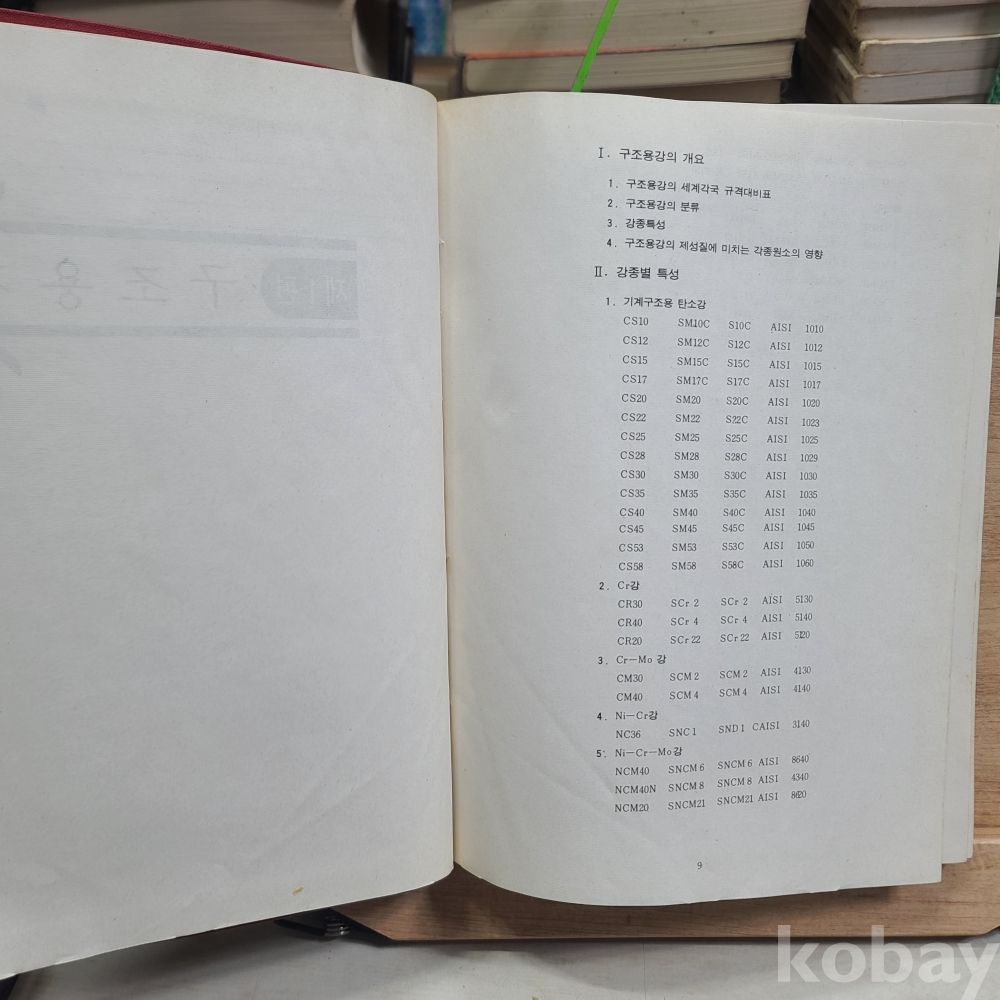 구 조 용
제1편
I. 구조용강의 개요
1. 구조용강의 세계각국 규격대비표
2. 구조용강의 분류
3. 강종특성
4. 구조용강의 제성질에 미치는 각종원소의 영향
II. 강종별 특성
1. 기계구조용 탄소강
CS10 SM10C S10C AISI 1010
CS12 SM12C S12C AISI 1012
CS15 SM15C S15C AISI 1015
CS17 SM17C S17C AISI 1017
CS20 SM20 S20C AISI 1020
CS22 SM22 S22C AISI 1023
CS25 SM25 S25C AISI 1025
CS28 SM28 S28C AISI 1029
CS30 SM30 S30C AISI 1030
CS35 SM35 S35C AISI 1035
CS40 SM40 S40C AISI 1040
CS45 SM45 S45C AISI 1045
CS53 SM53 S53C AISI 1050
CS58 SM58 S58C AISI 1060
2. Cr강
CR30 SCr 2 SCr 2 AISI 5130
CR40 SCr 4 SCr 4 AISI 5140
CR20 SCr 22 SCr 22 AISI 5120
3. Cr—Mo 강
CM30 SCM 2 SCM 2 AISI 4130
CM40 SCM 4 SCM 4 AISI 4140
4. Ni—Cr강
NC36 SNC 1 SND 1 CAISI 3140
5. Ni—Cr—Mo강
NCM40 SNCM 6 SNCM 6 AISI 8640
NCM40N SNCM 8 SNCM 8 AISI 4340
NCM20 SNCM21 SNCM21 AISI 8620
9
kobay